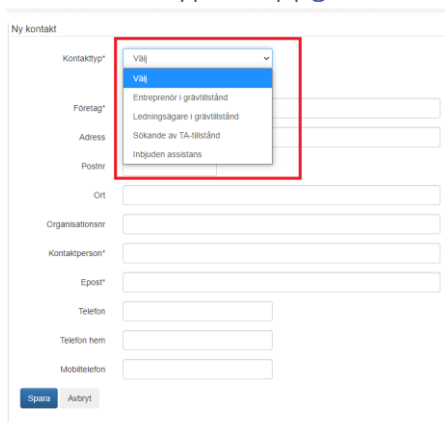 Ny kontakt
Kontakttyp* Välj
Välj
Entreprenör i grävtillstånd
Företag*
Ledningsägare i grävtillstånd
Adress
Sökande av TA-tillstånd
Inbjuden assistans
Postnr
Ort
Organisationsnr
Kontaktperson*
Epost*
Telefon
Telefon hem
Mobiltelefon
Spara Avbryt